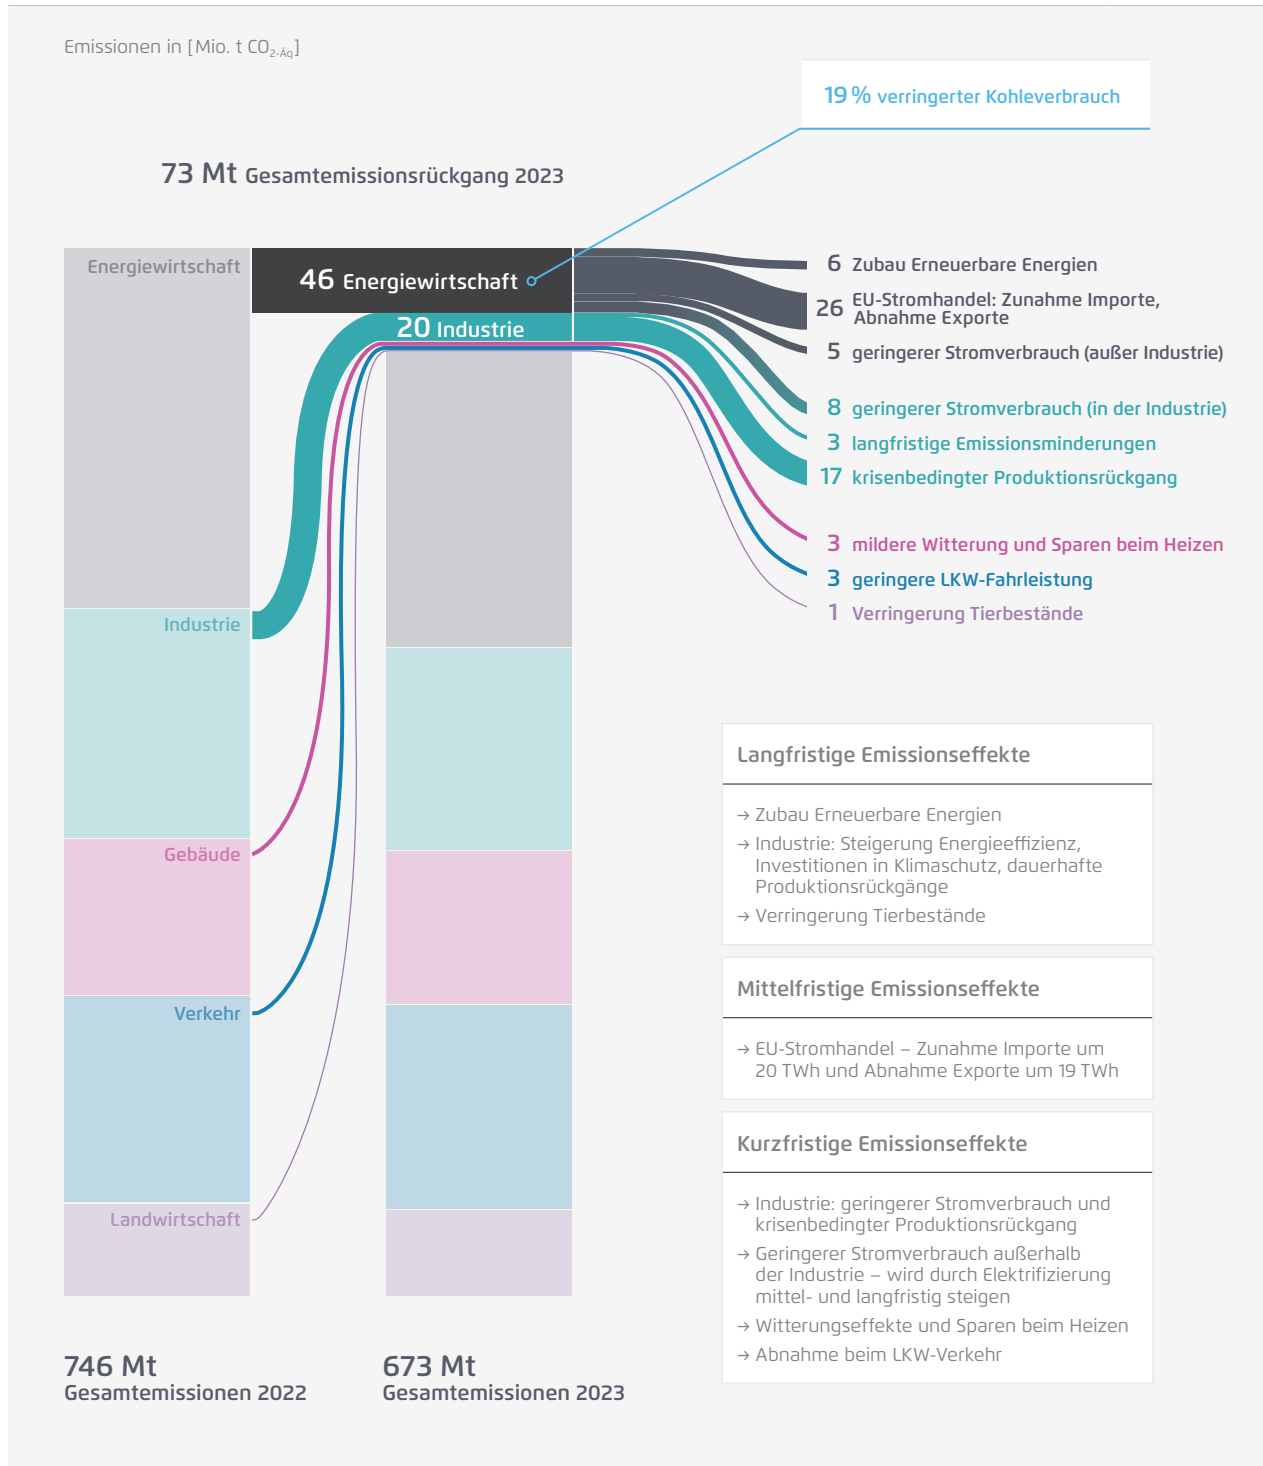 Emissionen in [Mio. t CO2-Äq]
19 % verringerter Kohleverbrauch
73 Mt Gesamtemissionsrückgang 2023
Energiewirtschaft
46 Energiewirtschaft
20 Industrie
6 Zubau Erneuerbare Energien
26 EU-Stromhandel: Zunahme Importe,
Abnahme Exporte
5 geringerer Stromverbrauch (außer Industrie)
8 geringerer Stromverbrauch (in der Industrie)
3 langfristige Emissionsminderungen
17 krisenbedingter Produktionsrückgang
3 mildere Witterung und Sparen beim Heizen
3 geringere LKW-Fahrleistung
1 Verringerung Tierbestände
Industrie
Gebäude
Verkehr
Landwirtschaft
Langfristige Emissionseffekte
→ Zubau Erneuerbare Energien
→ Industrie: Steigerung Energieeffizienz,
Investitionen in Klimaschutz, dauerhafte
Produktionsrückgänge
→ Verringerung Tierbestände
Mittelfristige Emissionseffekte
→ EU-Stromhandel – Zunahme Importe um
20 TWh und Abnahme Exporte um 19 TWh
Kurzfristige Emissionseffekte
→ Industrie: geringerer Stromverbrauch und
krisenbedingter Produktionsrückgang
→ Geringerer Stromverbrauch außerhalb
der Industrie – wird durch Elektrifizierung
mittel- und langfristig steigen
→ Witterungseffekte und Sparen beim Heizen
→ Abnahme beim LKW-Verkehr
746 Mt
Gesamtemissionen 2022
673 Mt
Gesamtemissionen 2023